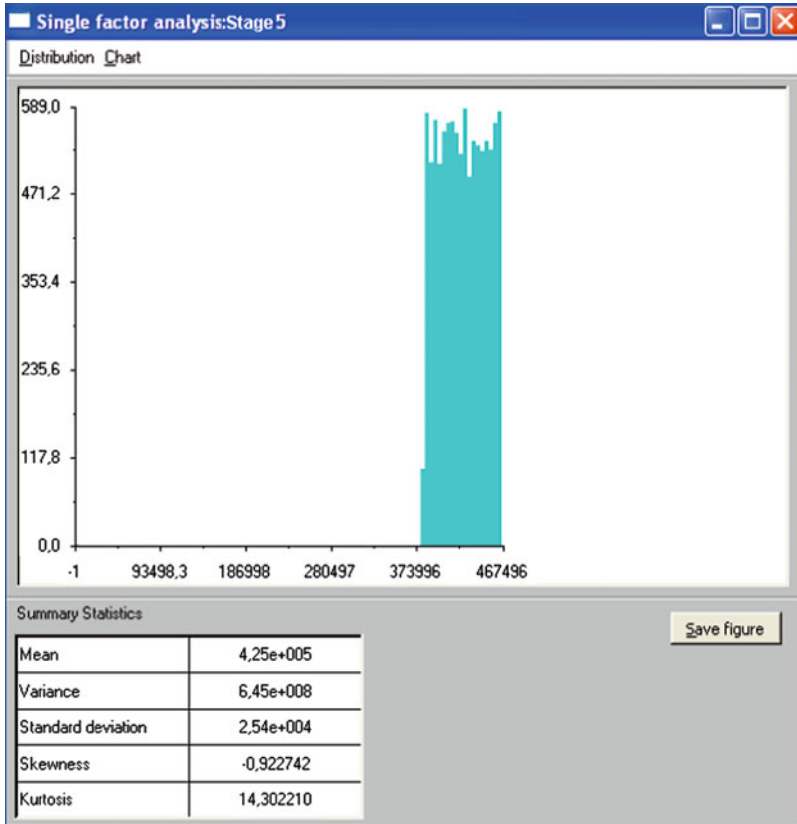 Single factor analysis:Stage5
Distribution Chart
589,0
471,2
353,4
235,6
117,8
0,0
-1 93498,3 186998 280497 373996 467496
Summary Statistics
Save figure
Mean 4,25e+005
Variance 6,45e+008
Standard deviation 2,54e+004
Skewness -0,922742
Kurtosis 14,302210